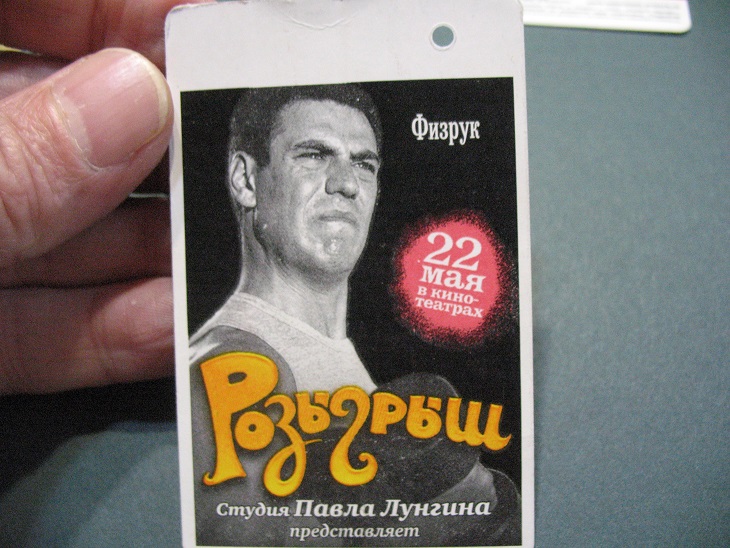 Физрук
22
мая
в кино-
театрах
Розыгрыш
Студия Павла Лунгина
представляет